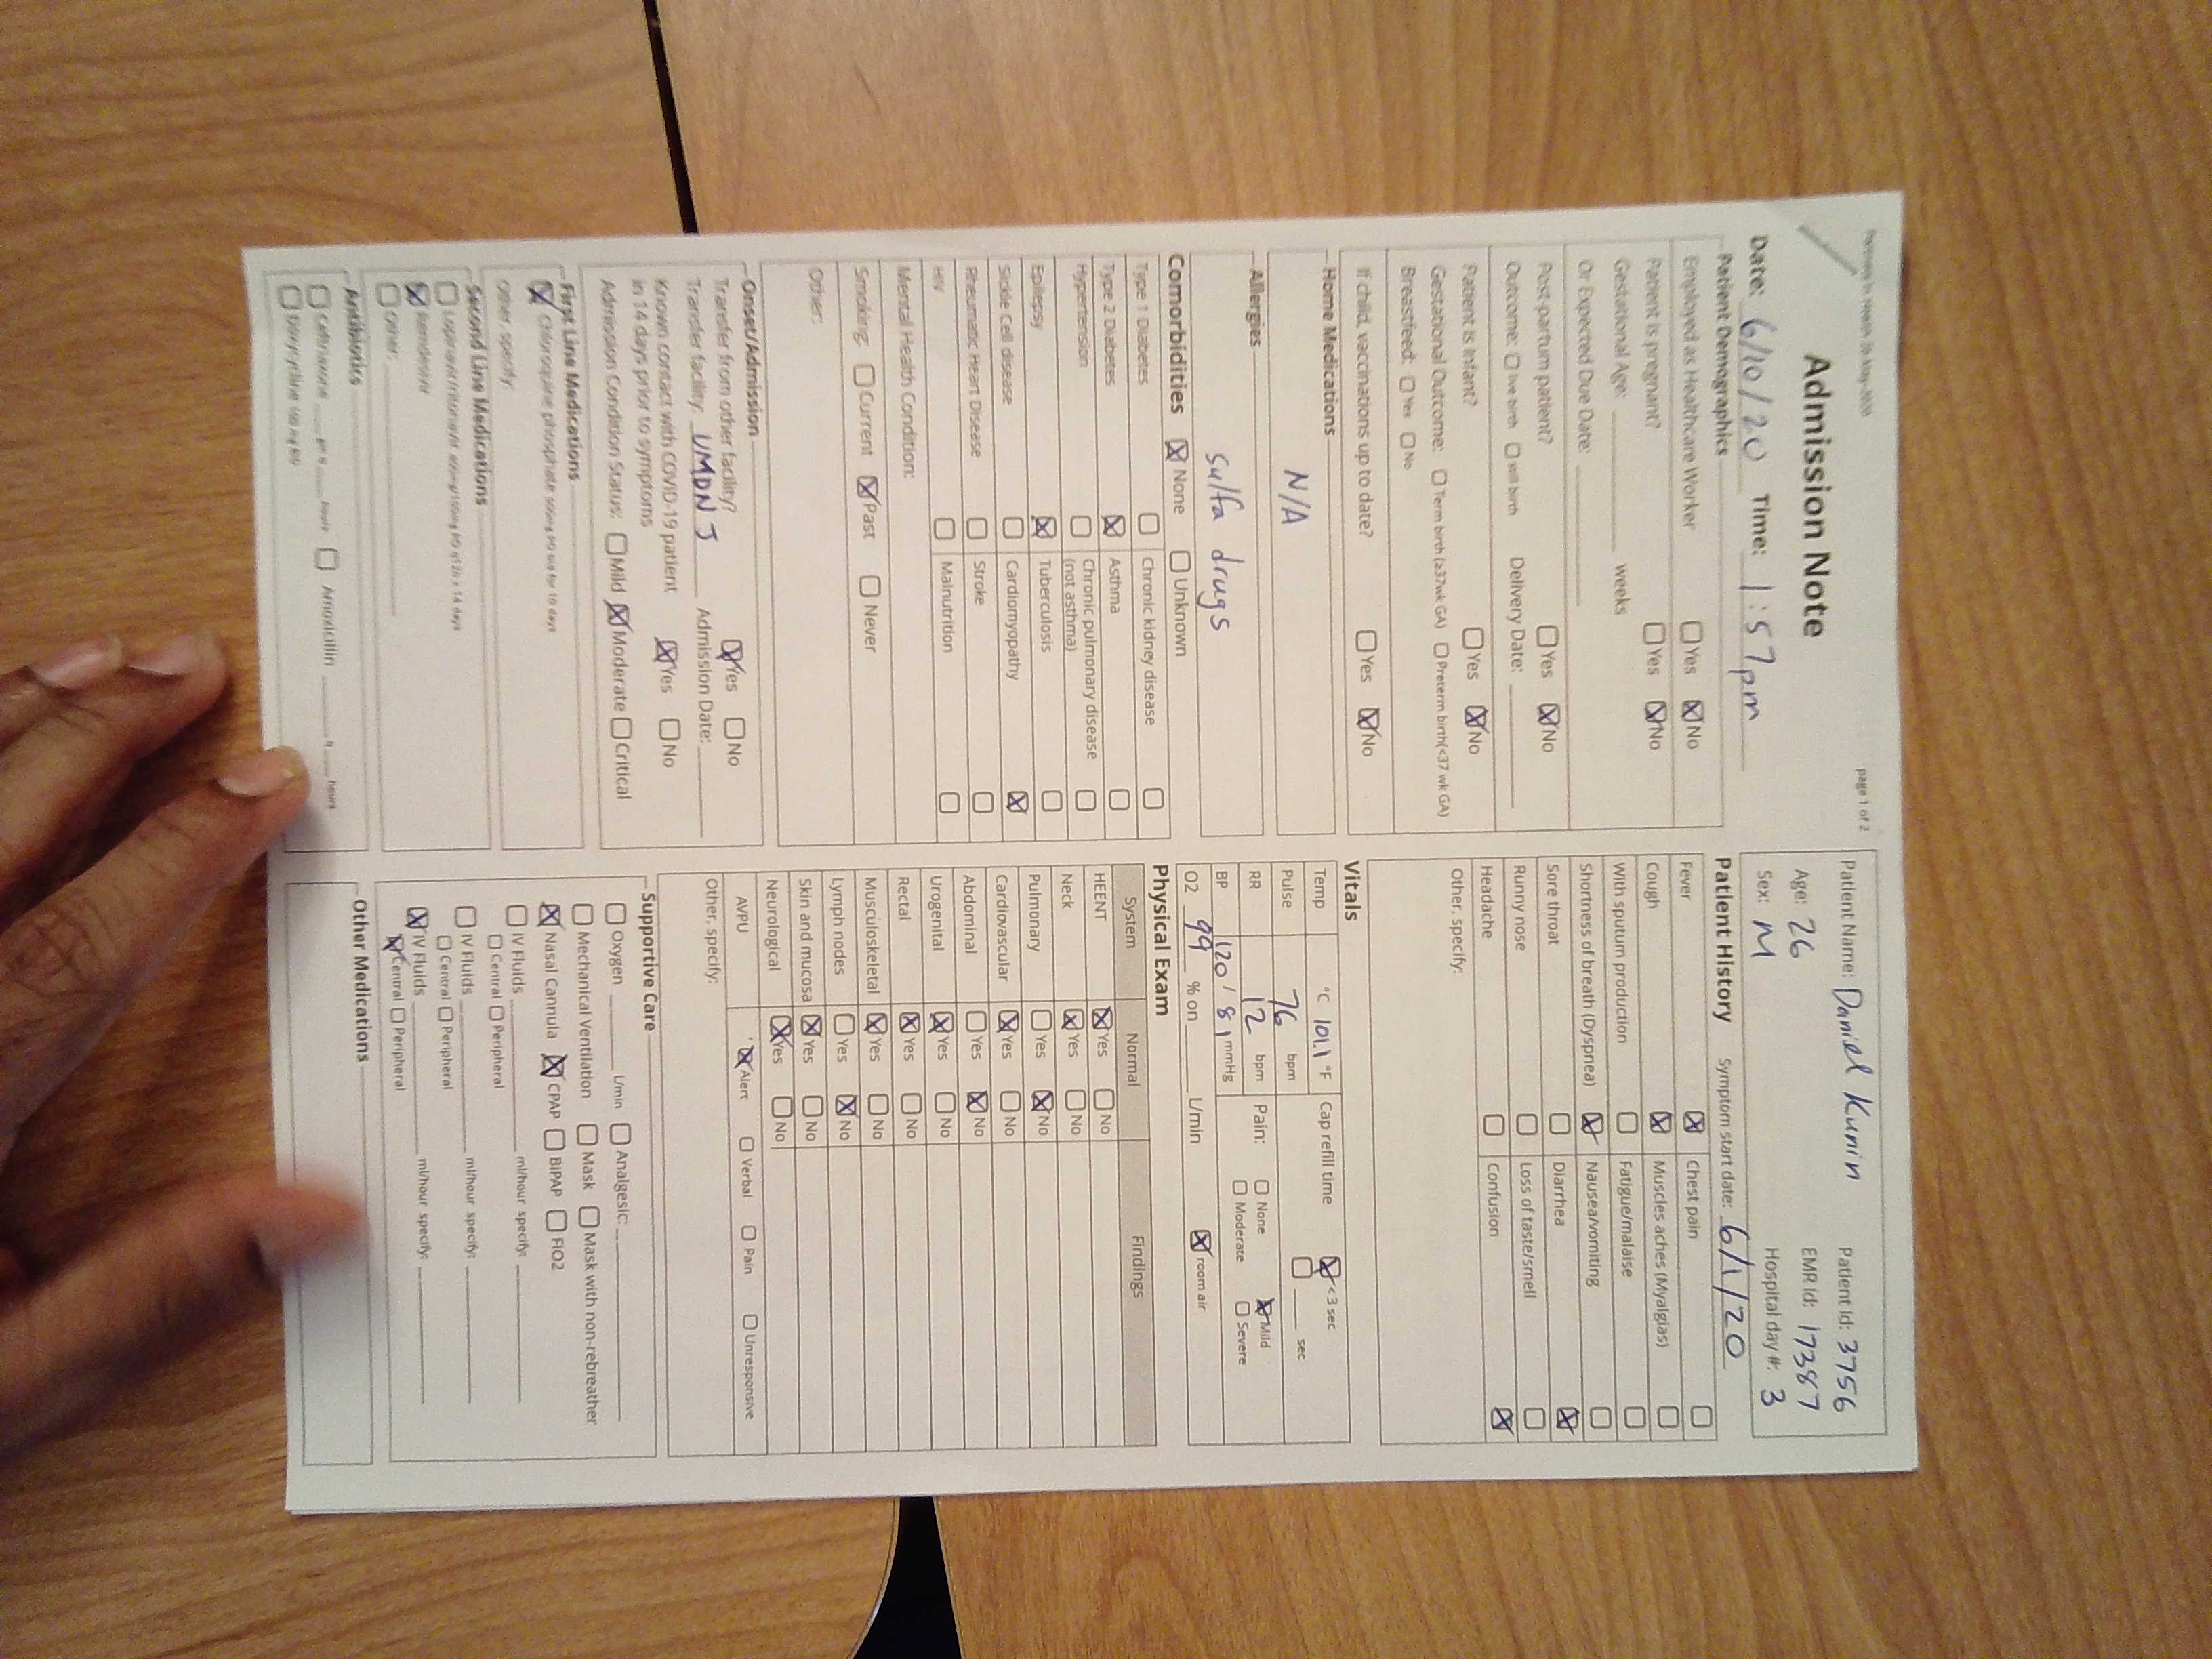 Partners In Health 20-May-2020
page 1 of 2
Admission Note
Date: 6/10/20 Time: 1:57pm
Patient Demographics
Employed as Healthcare Worker ☐ Yes ☒ No
Patient is pregnant? ☐ Yes ☒ No
Gestational Age: ______ weeks
Or Expected Due Date: ______
Post-partum patient? ☐ Yes ☒ No
Outcome: ☐ live birth ☐ still birth Delivery Date: ______
Patient is infant? ☐ Yes ☒ No
Gestational Outcome: ☐ Term birth (≥37wk GA) ☐ Preterm birth(<37 wk GA)
Breastfeed: ☐ Yes ☐ No
If child, vaccinations up to date? ☐ Yes ☒ No
Home Medications
N/A
Allergies
sulfa drugs
Comorbidities ☒ None ☐ Unknown
Type 1 Diabetes ☐ Chronic kidney disease ☐
Type 2 Diabetes ☒ Asthma ☐
Hypertension ☐ Chronic pulmonary disease (not asthma) ☐
Epilepsy ☒ Tuberculosis ☐
Sickle Cell disease ☐ Cardiomyopathy ☒
Rheumatic Heart Disease ☐ Stroke ☐
HIV ☐ Malnutrition ☐
Mental Health Condition:
Smoking: ☐ Current ☒ Past ☐ Never
Other:
Onset/Admission
Transfer from other facility? ☒ Yes ☐ No
Transfer facility: UMDNJ Admission Date: ______
Known contact with COVID-19 patient
in 14 days prior to symptoms ☒ Yes ☐ No
Admission Condition Status: ☐ Mild ☒ Moderate ☐ Critical
First Line Medications
☒ Chloroquine phosphate 500mg PO bid for 10 days
Other, specify:
Second Line Medications
☐ Lopinavir/ritonavir 400mg/100mg PO q12h x 14 days
☒ Remdesivir
☐ Other: ______
Antibiotics
☐ Ceftriaxone ____ gm q ____ hours ☐ Amoxicillin ____ q ____ hours
☐ Doxycycline 100 mg BID
Patient Name: Daniel Kunin Patient Id: 3756
Age: 26 EMR Id: 17387
Sex: M Hospital day #: 3
Patient History Symptom start date: 6/1/20
Fever ☒ Chest pain ☐
Cough ☒ Muscles aches (Myalgias) ☐
With sputum production ☐ Fatigue/malaise ☐
Shortness of breath (Dyspnea) ☒ Nausea/vomiting ☐
Sore throat ☐ Diarrhea ☒
Runny nose ☐ Loss of taste/smell ☐
Headache ☐ Confusion ☒
Other, specify:
Vitals
Temp °C 101.1 °F Cap refill time ☒ <3 sec
Pulse 76 bpm ☐ ____ sec
RR 12 bpm Pain: ☐ None ☒ Mild
BP 120 / 81 mmHg ☐ Moderate ☐ Severe
O2 99 % on ____ L/min ☒ room air
Physical Exam
System Normal Findings
HEENT ☒ Yes ☐ No
Neck ☒ Yes ☐ No
Pulmonary ☐ Yes ☒ No
Cardiovascular ☒ Yes ☐ No
Abdominal ☐ Yes ☒ No
Urogenital ☒ Yes ☐ No
Rectal ☒ Yes ☐ No
Musculoskeletal ☒ Yes ☐ No
Lymph nodes ☐ Yes ☒ No
Skin and mucosa ☒ Yes ☐ No
Neurological ☒ Yes ☐ No
AVPU ☒ Alert ☐ Verbal ☐ Pain ☐ Unresponsive
Other, specify:
Supportive Care
☐ Oxygen ______ L/min ☐ Analgesic: ______
☐ Mechanical Ventilation ☐ Mask ☐ Mask with non-rebreather
☒ Nasal Cannula ☒ CPAP ☐ BiPAP ☐ FiO2
☐ IV Fluids ______ ml/hour specify: ______
☐ Central ☐ Peripheral
☐ IV Fluids ______ ml/hour specify: ______
☐ Central ☐ Peripheral
☒ IV Fluids ______ ml/hour specify: ______
☒ Central ☐ Peripheral
Other Medications